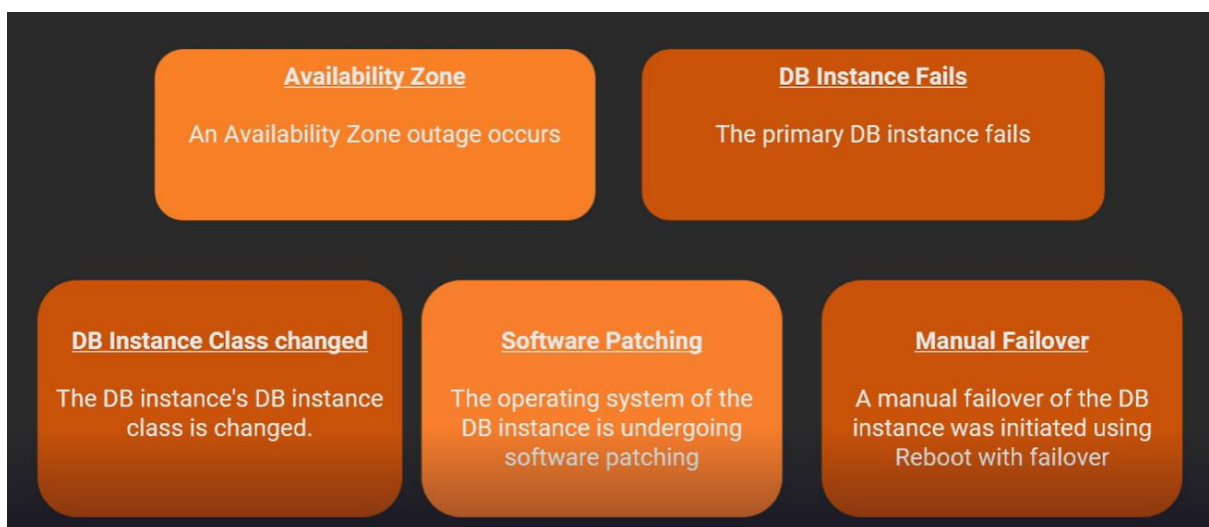 Availability Zone
An Availability Zone outage occurs
DB Instance Fails
The primary DB instance fails
DB Instance Class changed
The DB instance's DB instance
class is changed.
Software Patching
The operating system of the
DB instance is undergoing
software patching
Manual Failover
A manual failover of the DB
instance was initiated using
Reboot with failover